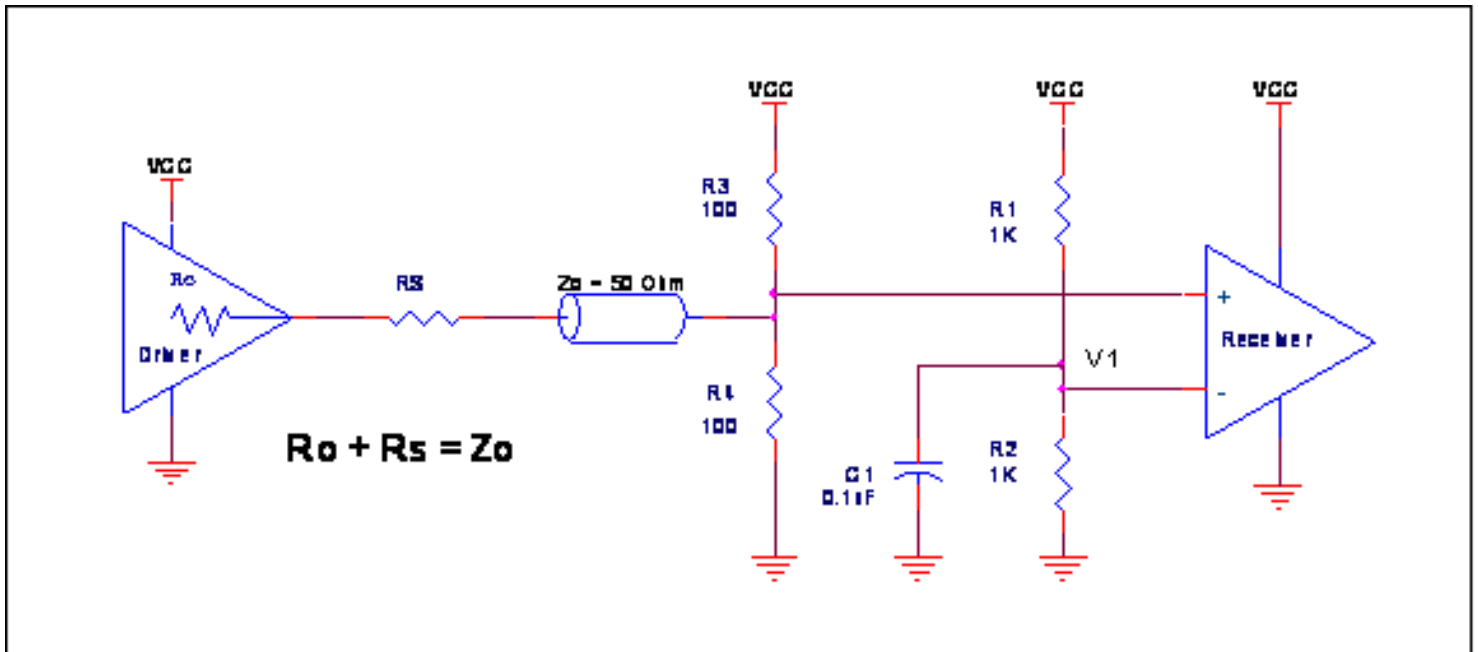 VCC
VCC
VCC
VCC
R3
100
R1
1K
Ro
RS
Zo = 50 Ohm
+
Receiver
Driver
V1
-
R4
100
Ro + Rs = Zo
R2
1K
C1
0.1uF